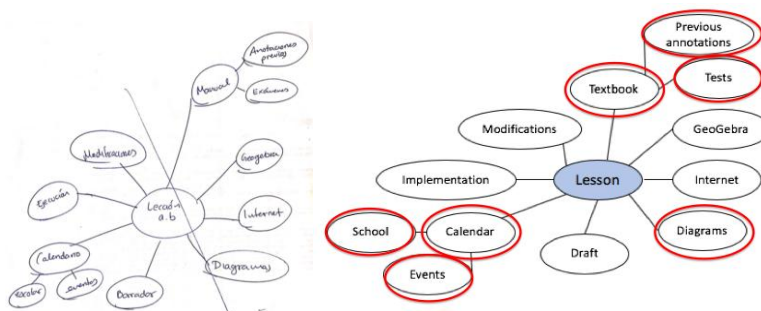 Anotaciones
previas
Manual
Exámenes
Modificaciones
Geogebra
Ejecución
Lección
a.b
Internet
Calendario
Diagramas
escolar
eventos
Borrador
Previous
annotations
Textbook
Tests
Modifications
GeoGebra
Implementation
Lesson
Internet
School
Calendar
Diagrams
Draft
Events